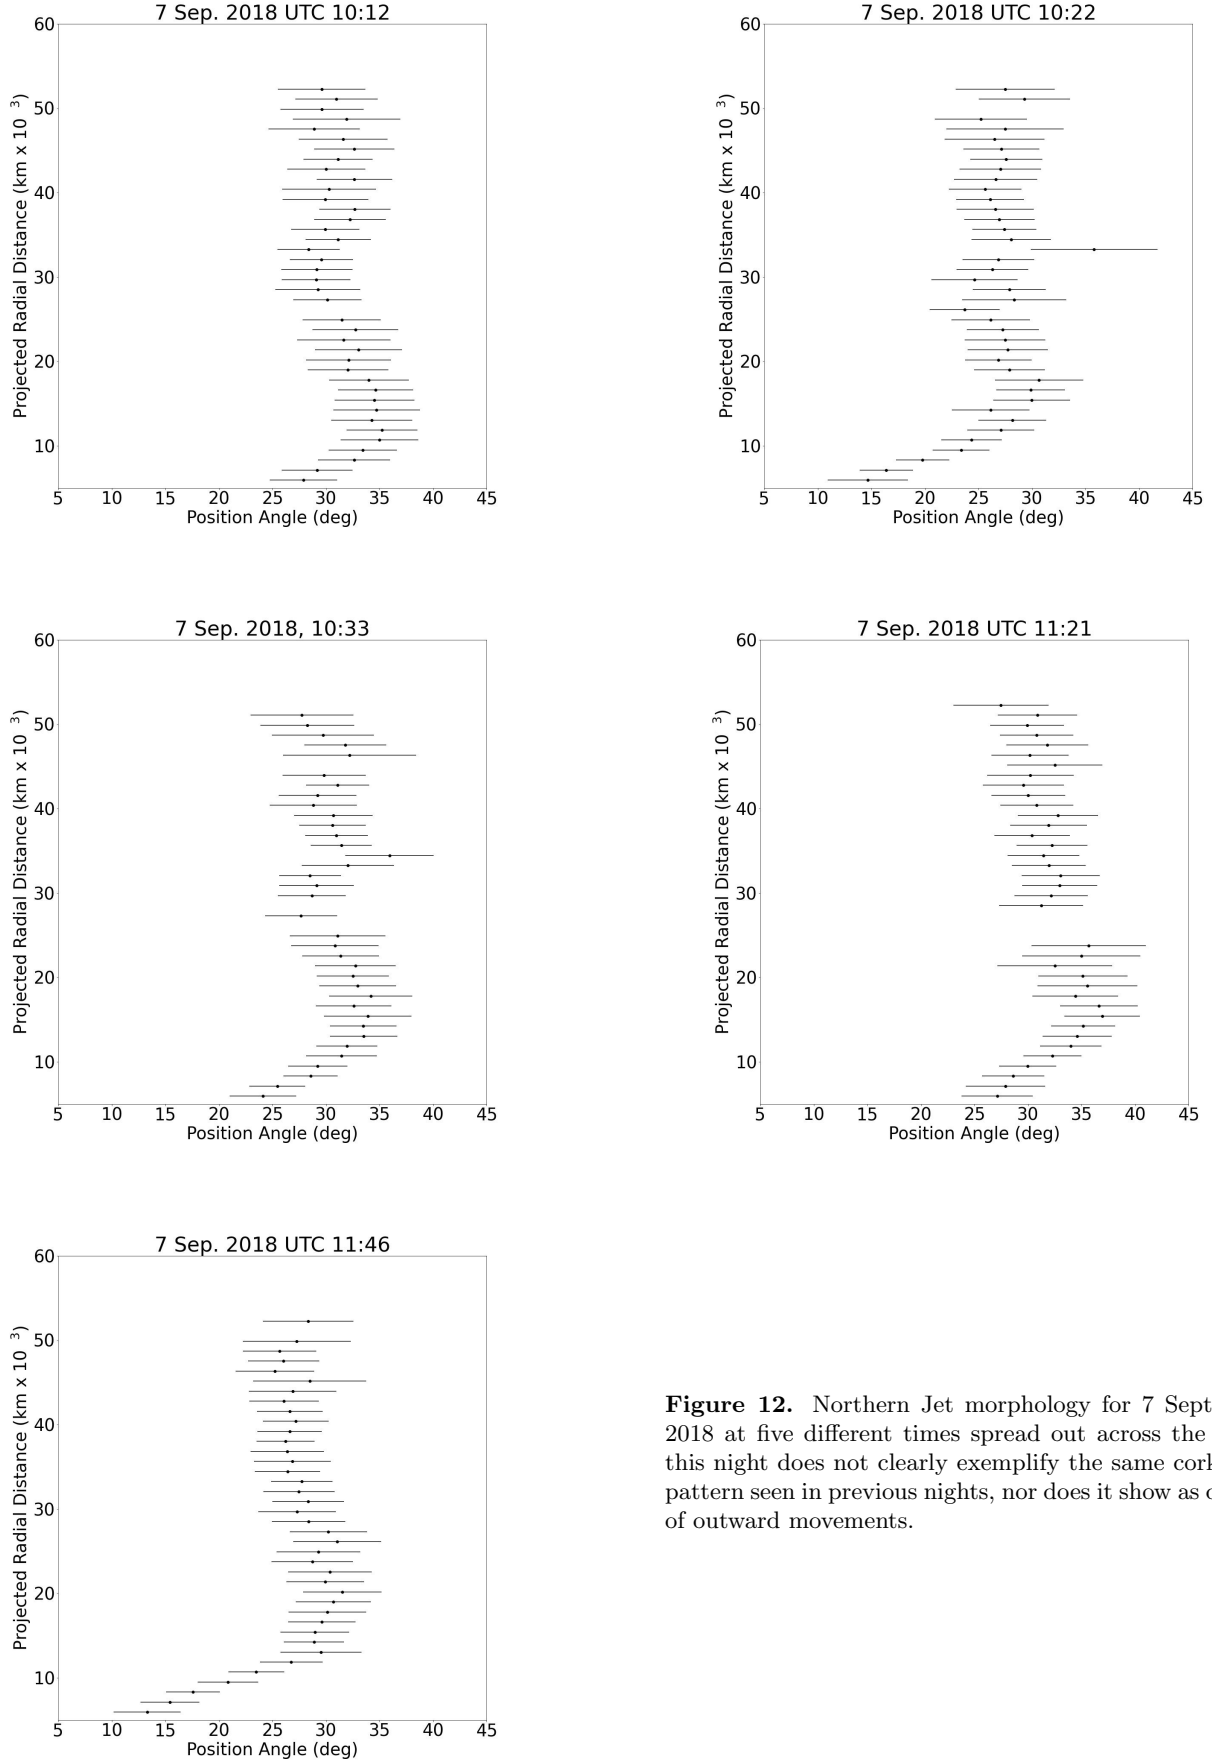 7 Sep. 2018 UTC 10:12
Projected Radial Distance (km x 10 3)
60
50
40
30
20
10
5 10 15 20 25 30 35 40 45
Position Angle (deg)
7 Sep. 2018 UTC 10:22
Projected Radial Distance (km x 10 3)
60
50
40
30
20
10
5 10 15 20 25 30 35 40 45
Position Angle (deg)
7 Sep. 2018, 10:33
Projected Radial Distance (km x 10 3)
60
50
40
30
20
10
5 10 15 20 25 30 35 40 45
Position Angle (deg)
7 Sep. 2018 UTC 11:21
Projected Radial Distance (km x 10 3)
60
50
40
30
20
10
5 10 15 20 25 30 35 40 45
Position Angle (deg)
7 Sep. 2018 UTC 11:46
Projected Radial Distance (km x 10 3)
60
50
40
30
20
10
5 10 15 20 25 30 35 40 45
Position Angle (deg)
Figure 12. Northern Jet morphology for 7 Sept
2018 at five different times spread out across the
this night does not clearly exemplify the same
pattern seen in previous nights, nor does it show as
of outward movements.